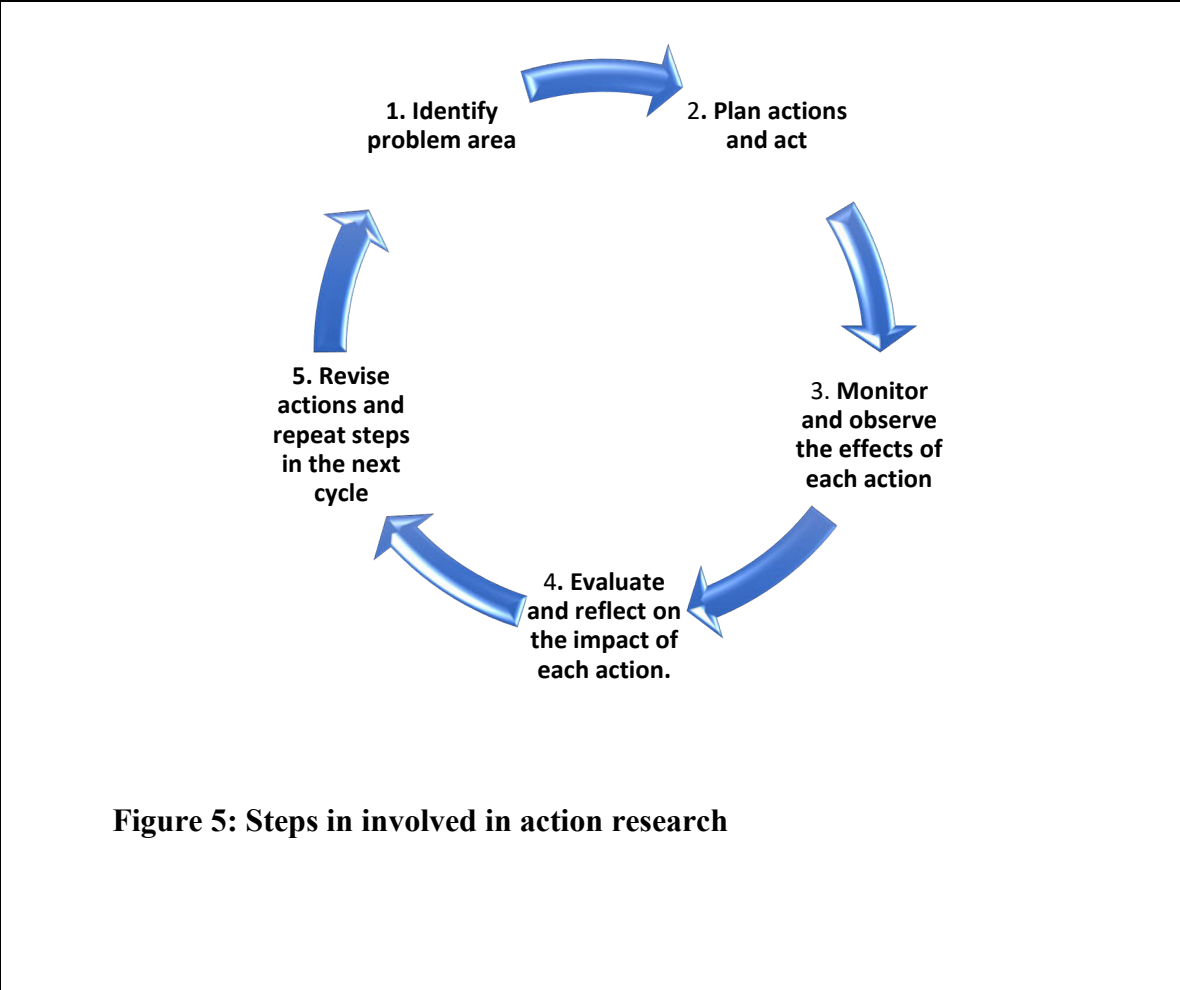 1. Identify
problem area
2. Plan actions
and act
3. Monitor
and observe
the effects of
each action
4. Evaluate
and reflect on
the impact of
each action.
5. Revise
actions and
repeat steps
in the next
cycle
Figure 5: Steps in involved in action research